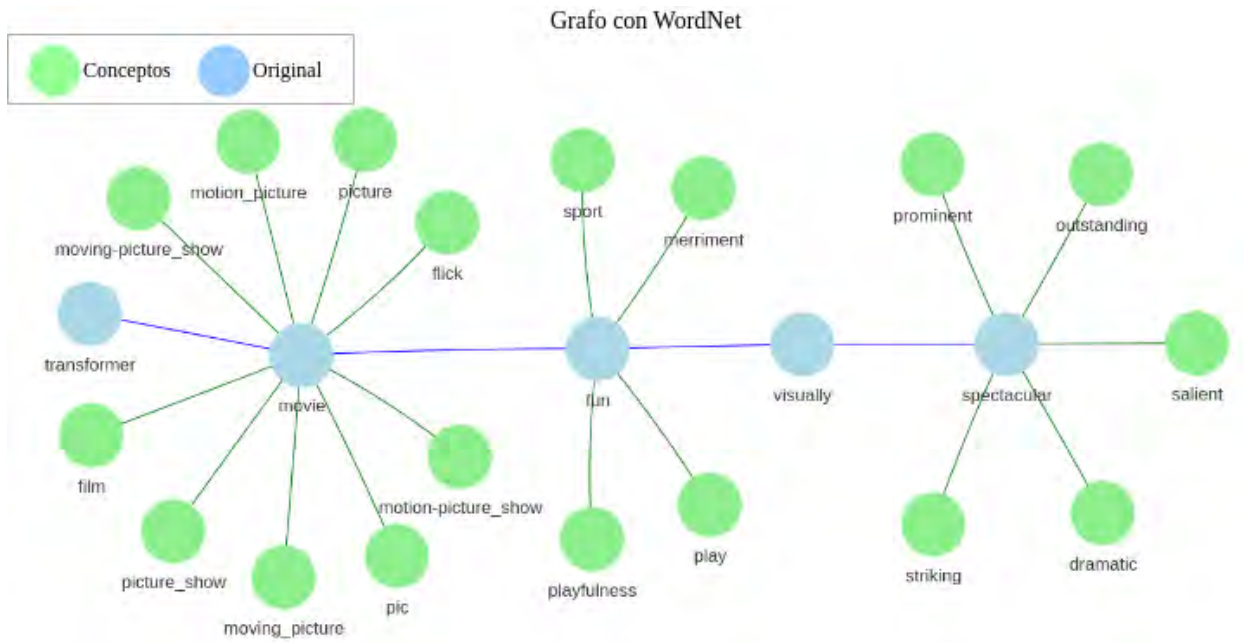 Grafo con WordNet
Conceptos
Original
motion_picture
picture
sport
merriment
prominent
outstanding
moving-picture_show
flick
transformer
movie
fun
visually
spectacular
salient
film
motion-picture_show
picture_show
moving_picture
pic
playfulness
play
striking
dramatic